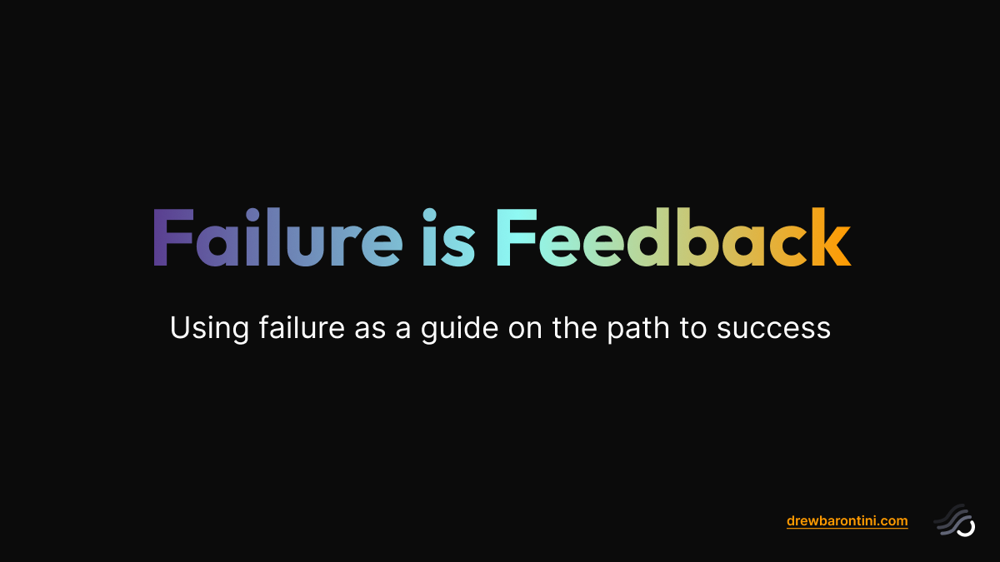 Failure is Feedback
Using failure as a guide on the path to success
drewbarontini.com